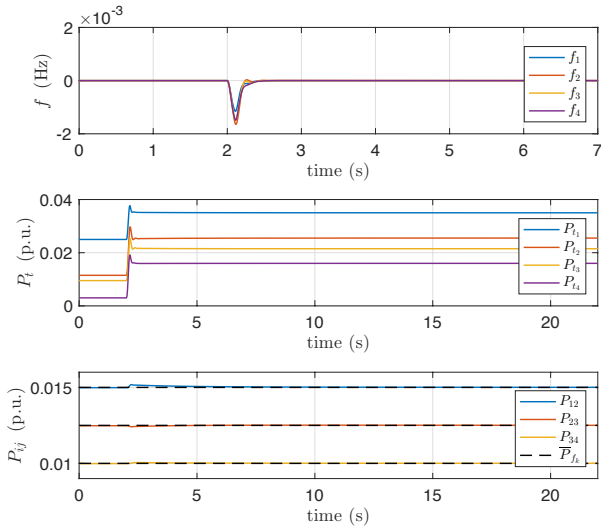 ×10⁻³
2
0
-2
f (Hz)
0 1 2 3 4 5 6 7
time (s)
f₁
f₂
f₃
f₄
0.04
0.02
0
P_t (p.u.)
0 5 10 15 20
time (s)
P_{t₁}
P_{t₂}
P_{t₃}
P_{t₄}
0.015
0.01
P_{ij} (p.u.)
0 5 10 15 20
time (s)
P₁₂
P₂₃
P₃₄
P̅_{f_k}